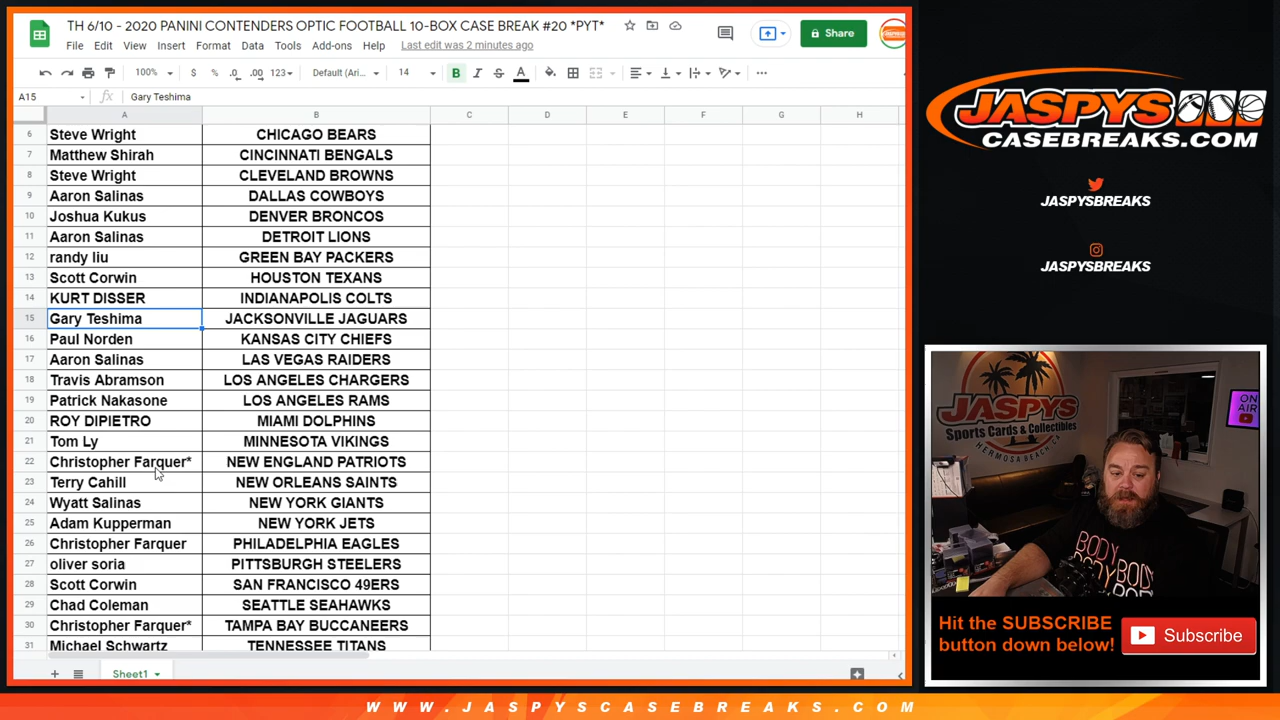 TH 6/10 - 2020 PANINI CONTENDERS OPTIC FOOTBALL 10-BOX CASE BREAK #20 *PYT*
File Edit View Insert Format Data Tools Add-ons Help Last edit was 2 minutes ago
Share
100% $ % .0 .00 123 Default (Ari... 14 B I S A
A15 fx Gary Teshima
A B C D E F G H
6 Steve Wright CHICAGO BEARS
7 Matthew Shirah CINCINNATI BENGALS
8 Steve Wright CLEVELAND BROWNS
9 Aaron Salinas DALLAS COWBOYS
10 Joshua Kukus DENVER BRONCOS
11 Aaron Salinas DETROIT LIONS
12 randy liu GREEN BAY PACKERS
13 Scott Corwin HOUSTON TEXANS
14 KURT DISSER INDIANAPOLIS COLTS
15 Gary Teshima JACKSONVILLE JAGUARS
16 Paul Norden KANSAS CITY CHIEFS
17 Aaron Salinas LAS VEGAS RAIDERS
18 Travis Abramson LOS ANGELES CHARGERS
19 Patrick Nakasone LOS ANGELES RAMS
20 ROY DIPIETRO MIAMI DOLPHINS
21 Tom Ly MINNESOTA VIKINGS
22 Christopher Farquer* NEW ENGLAND PATRIOTS
23 Terry Cahill NEW ORLEANS SAINTS
24 Wyatt Salinas NEW YORK GIANTS
25 Adam Kupperman NEW YORK JETS
26 Christopher Farquer PHILADELPHIA EAGLES
27 oliver soria PITTSBURGH STEELERS
28 Scott Corwin SAN FRANCISCO 49ERS
29 Chad Coleman SEATTLE SEAHAWKS
30 Christopher Farquer* TAMPA BAY BUCCANEERS
31 Michael Schwartz TENNESSEE TITANS
Sheet1
JASPYS
CASEBREAKS.COM
JASPYSBREAKS
JASPYSBREAKS
JASPYS
Sports Cards & Collectibles
HERMOSA BEACH, CA
ON
AIR
BODY
BODY
Hit the SUBSCRIBE
button down below!
Subscribe
WWW.JASPYSCASEBREAKS.COM